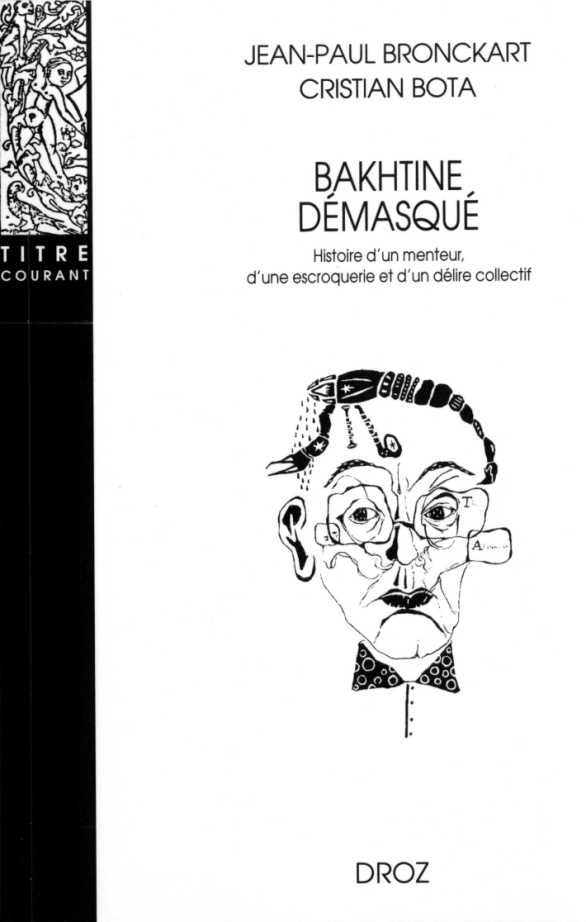 JEAN-PAUL BRONCKART
CRISTIAN BOTA
BAKHTINE
DÉMASQUÉ
Histoire d'un menteur,
d'une escroquerie et d'un délire collectif
TITRE
COURANT
DROZ